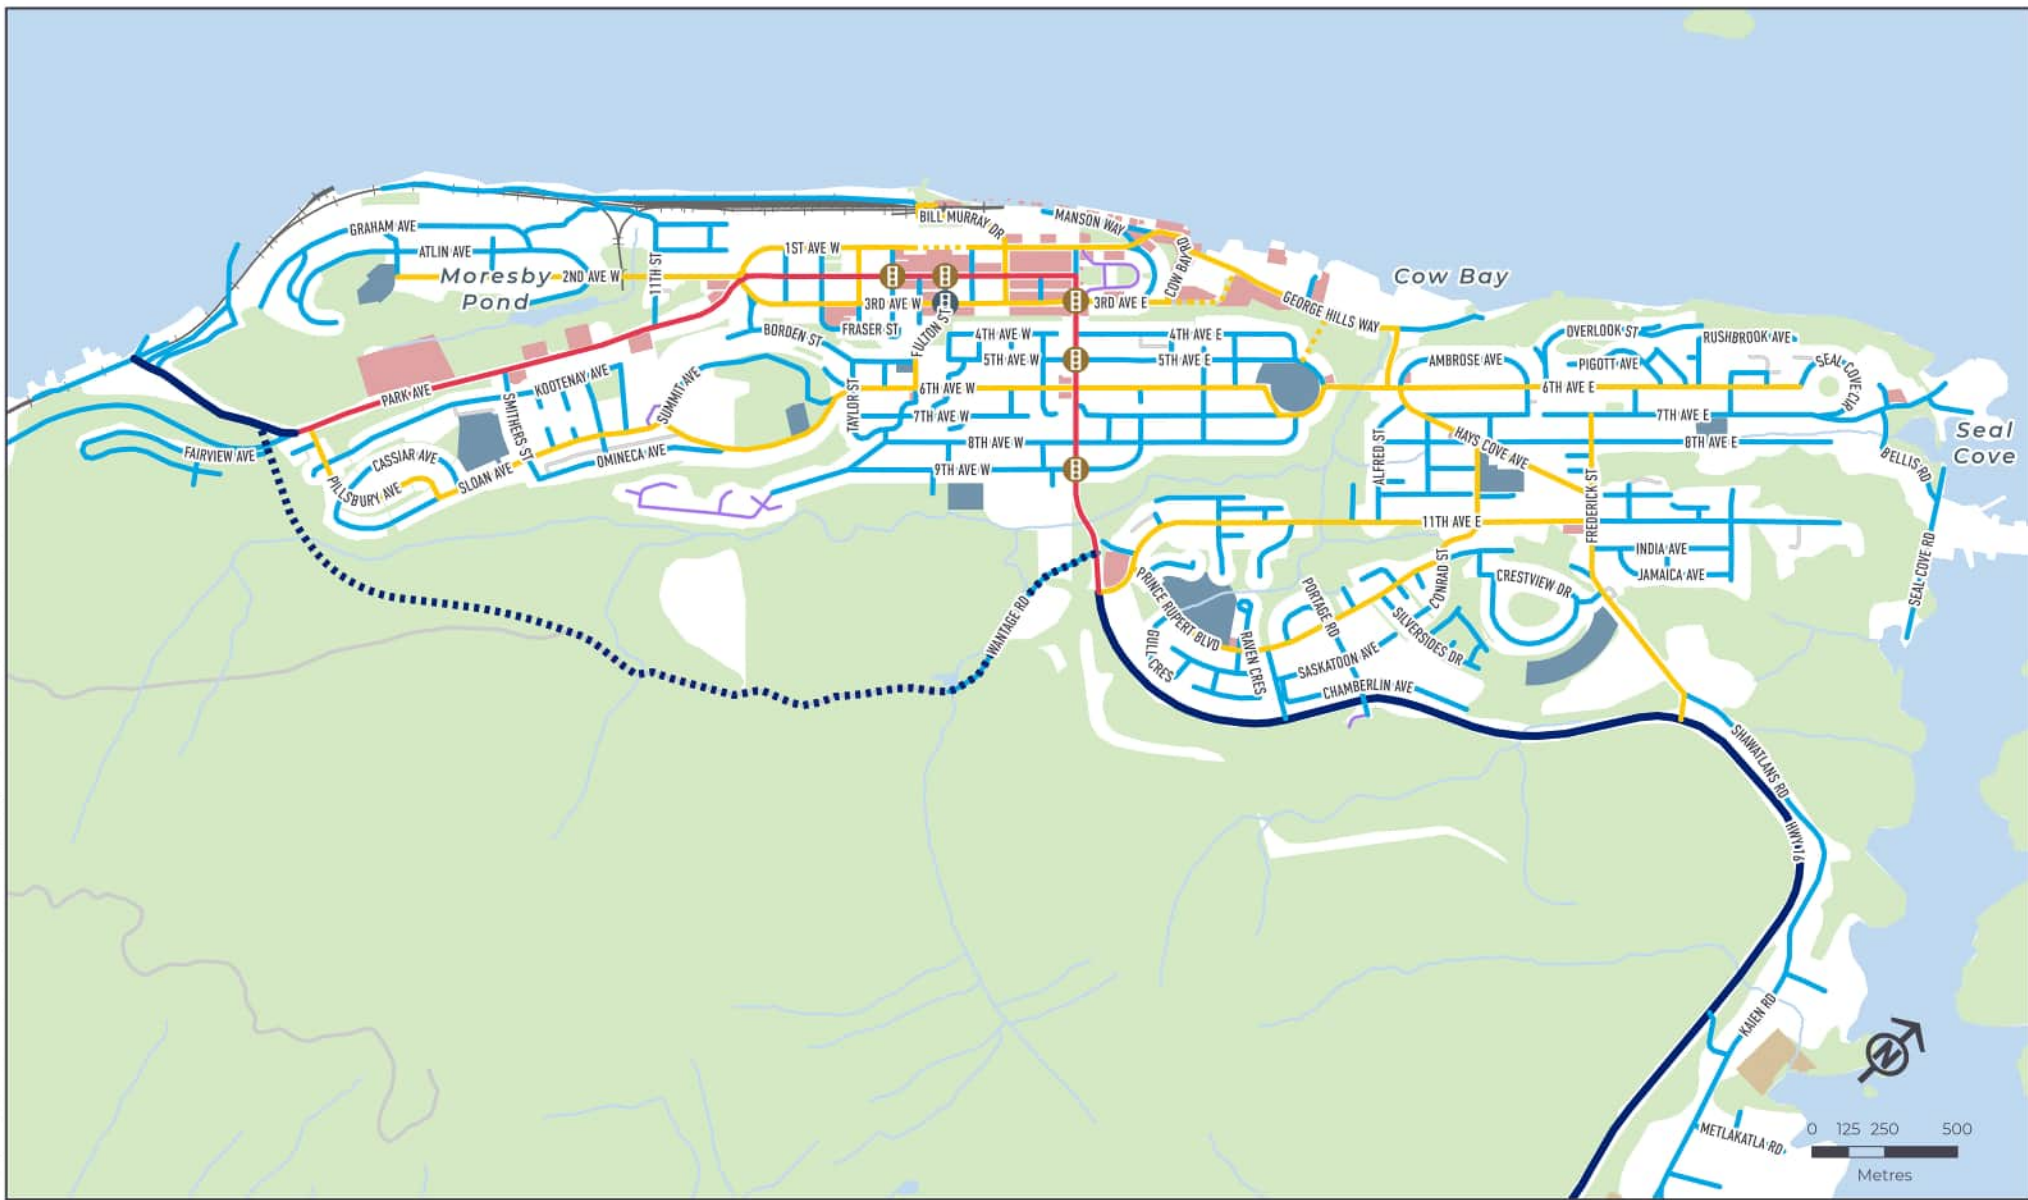 GRAHAM AVE
ATLIN AVE
Moresby
Pond
2ND AVE W
11TH ST
1ST AVE W
BILL MURRAY DR
MANSON WAY
COW BAY RD
Cow Bay
3RD AVE W
3RD AVE E
GEORGE HILLS WAY
BORDEN ST
FRASER ST
FULTON ST
4TH AVE W
4TH AVE E
5TH AVE W
5TH AVE E
OVERLOOK ST
RUSHBROOK AVE
AMBROSE AVE
PIGOTT AVE
SEAL COVE CIR
PARK AVE
KOOTENAY AVE
SUMMIT AVE
TAYLOR ST
6TH AVE W
6TH AVE E
7TH AVE W
7TH AVE E
SMITHERS ST
8TH AVE W
8TH AVE E
HAYS COVE AVE
ALFRED ST
Seal
Cove
FAIRVIEW AVE
CASSIAR AVE
OMINECA AVE
9TH AVE W
BELLIS RD
PILLSBURY AVE
SLOAN AVE
FREDERICK ST
11TH AVE E
INDIA AVE
JAMAICA AVE
SEAL COVE RD
WANTAGE RD
PRINCE RUPERT BLVD
PORTAGE RD
CONRAD ST
CRESTVIEW DR
SILVERSIDES DR
GULL CRES
RAVEN CRES
SASKATOON AVE
CHAMBERLIN AVE
SHAWATLANS RD
HWY 16
KAIEN RD
N
METLAKATLA RD
0 125 250 500
Metres